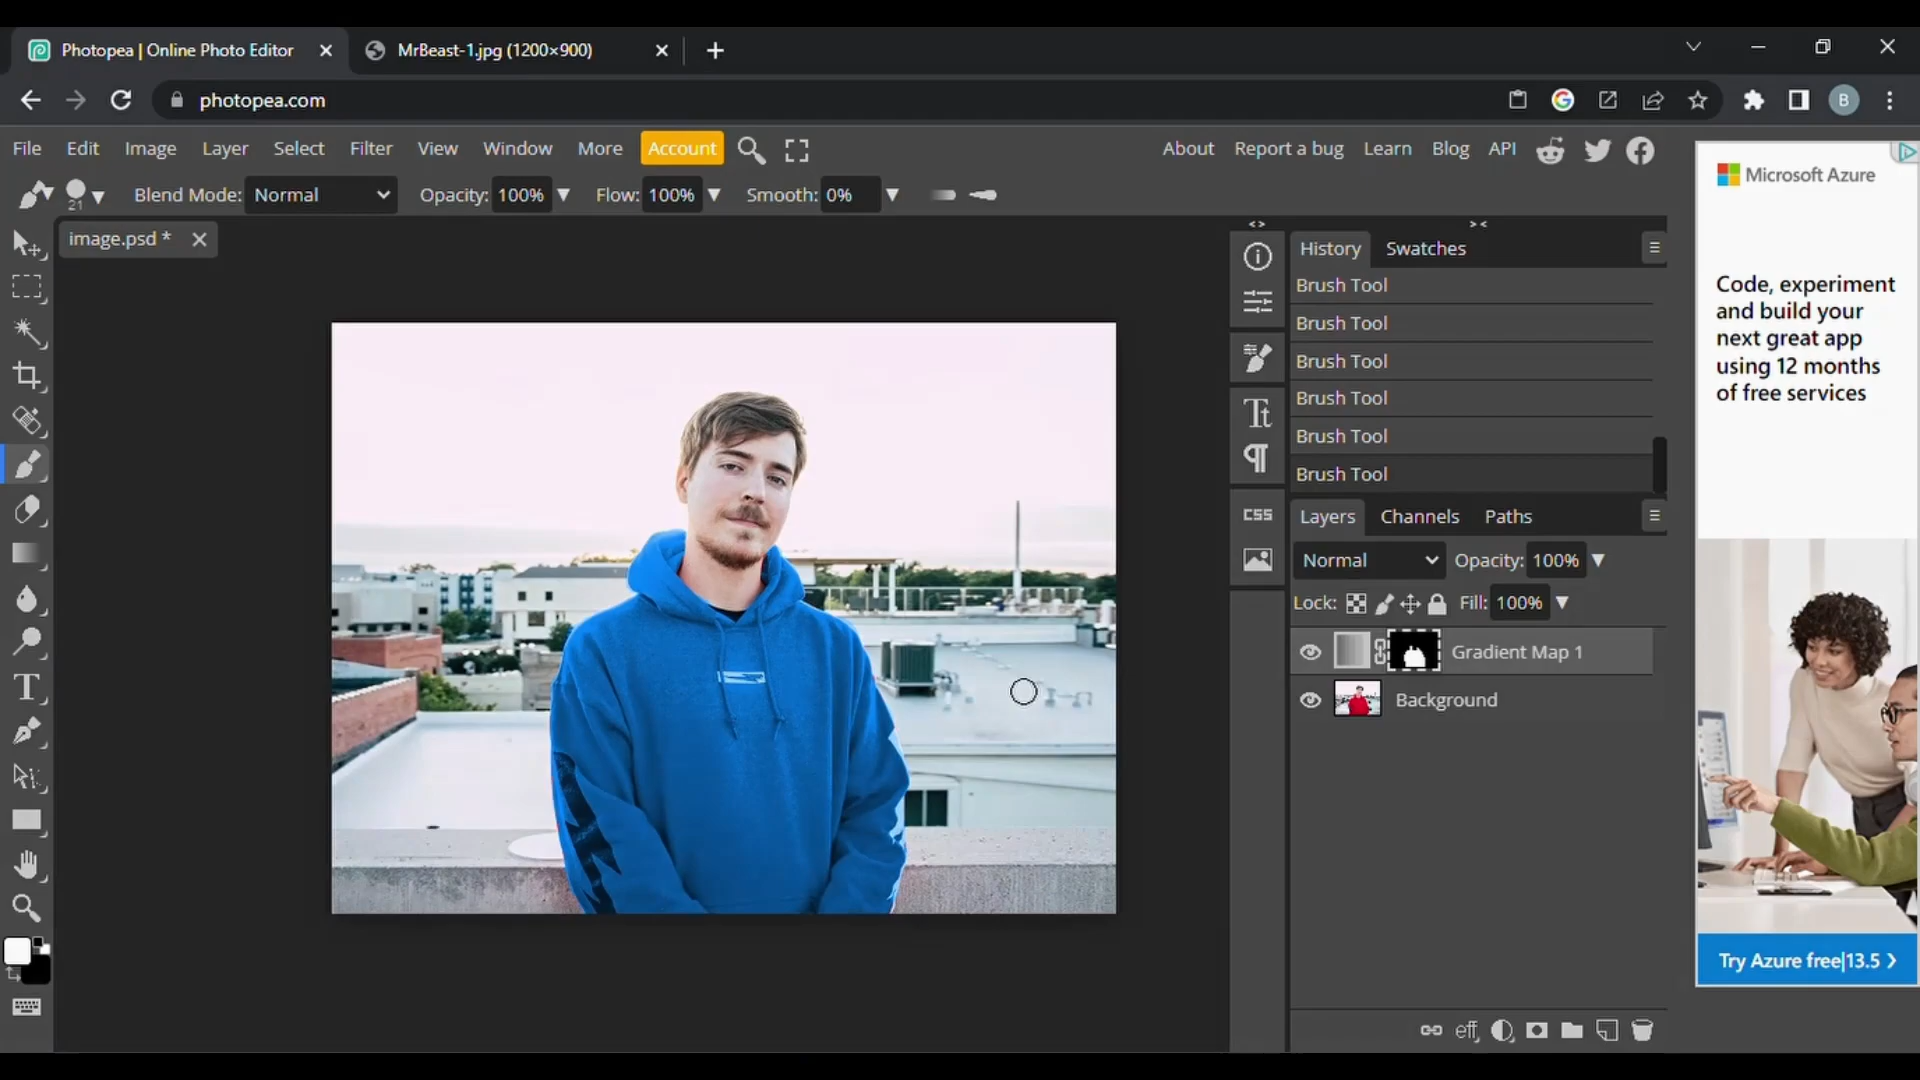 Photopea | Online Photo Editor
MrBeast-1.jpg (1200×900)
photopea.com
B
File Edit Image Layer Select Filter View Window More Account
About Report a bug Learn Blog API
21 Blend Mode: Normal Opacity: 100% Flow: 100% Smooth: 0%
image.psd *
History Swatches
Brush Tool
Brush Tool
Brush Tool
Brush Tool
Brush Tool
Brush Tool
CSS
Layers Channels Paths
Normal Opacity: 100%
Lock: Fill: 100%
Gradient Map 1
Background
eff
Microsoft Azure
Code, experiment
and build your
next great app
using 12 months
of free services
Try Azure free|13.5 >